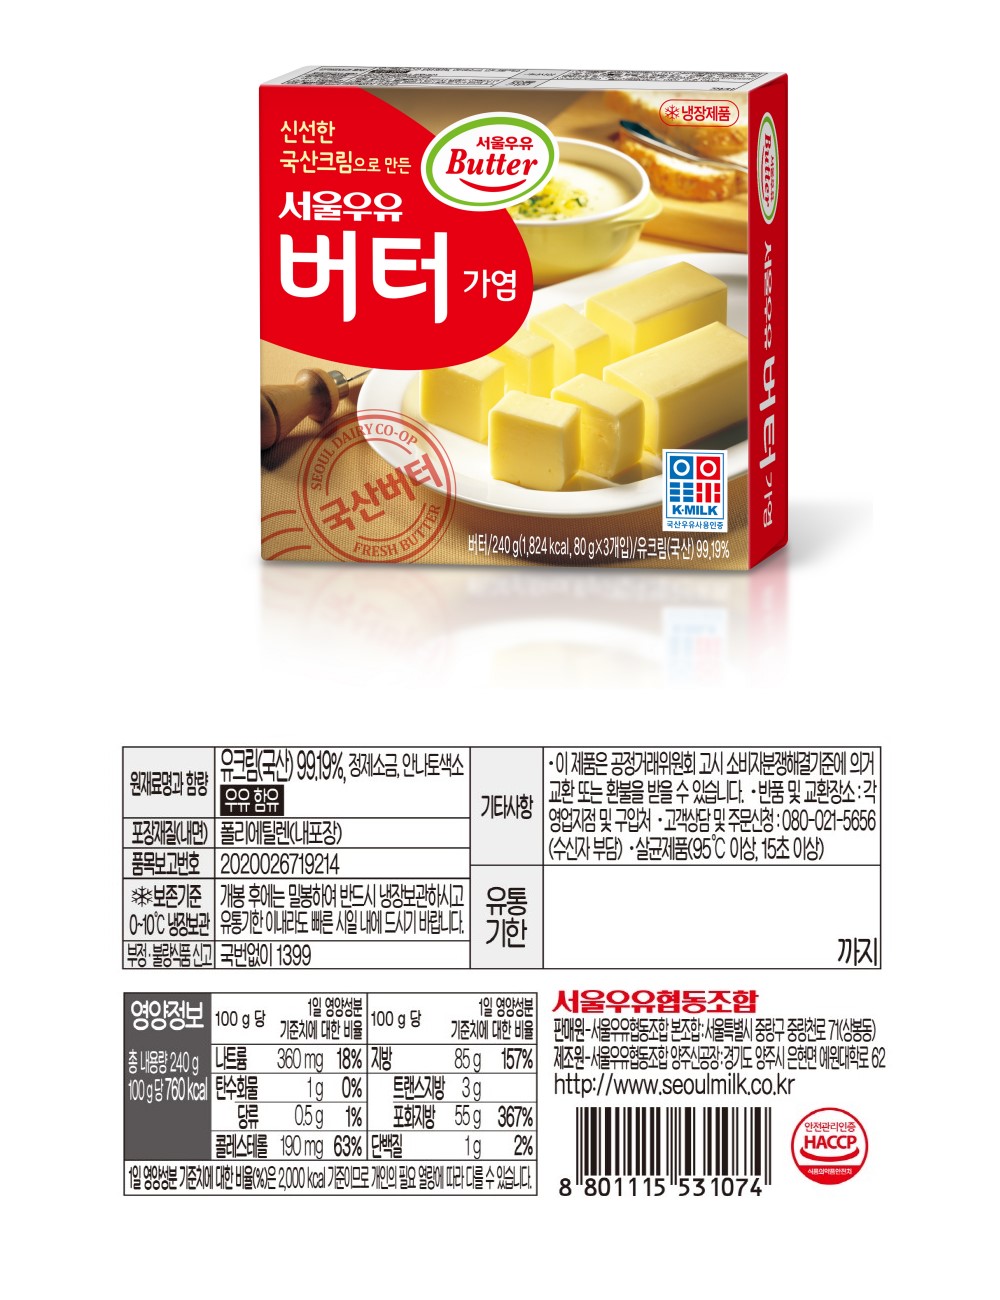 냉장제품
신선한
국산크림으로 만든
서울우유
Butter
서울우유
버터 가염
서울우유
Butter
서울우유 버터 가염
SEOUL DAIRY CO-OP
국산버터
FRESH BUTTER
K·MILK
국산우유사용인증
버터/240 g(1,824 kcal, 80 g×3개입)/유크림(국산) 99.19%
원재료명과 함량
유크림(국산) 99.19%, 정제소금, 안나토색소
우유 함유
포장재질(내면)
폴리에틸렌(내포장)
품목보고번호
2020026719214
보존기준
0~10℃ 냉장보관
개봉 후에는 밀봉하여 반드시 냉장보관하시고
유통기한 이내라도 빠른 시일 내에 드시기 바랍니다.
부정·불량식품 신고
국번없이 1399
기타사항
·이 제품은 공정거래위원회 고시 소비자분쟁해결기준에 의거
교환 또는 환불을 받을 수 있습니다. ·반품 및 교환장소 : 각
영업지점 및 구입처 ·고객상담 및 주문신청 : 080-021-5656
(수신자 부담) ·살균제품(95℃ 이상, 15초 이상)
유통
기한
까지
영양정보
총 내용량 240 g
100 g당 760 kcal
100 g 당
1일 영양성분
기준치에 대한 비율
100 g 당
1일 영양성분
기준치에 대한 비율
나트륨 360 mg 18% 지방 85 g 157%
탄수화물 1 g 0% 트랜스지방 3 g
당류 0.5 g 1% 포화지방 55 g 367%
콜레스테롤 190 mg 63% 단백질 1 g 2%
1일 영양성분 기준치에 대한 비율(%)은 2,000 kcal 기준이므로 개인의 필요 열량에 따라 다를 수 있습니다.
서울우유협동조합
판매원-서울우유협동조합 본조합:서울특별시 중랑구 중랑천로 71(상봉동)
제조원-서울우유협동조합 양주신공장:경기도 양주시 은현면 예원대학로 62
http://www.seoulmilk.co.kr
8 801115 531074
안전관리인증
HACCP
식품의약품안전처